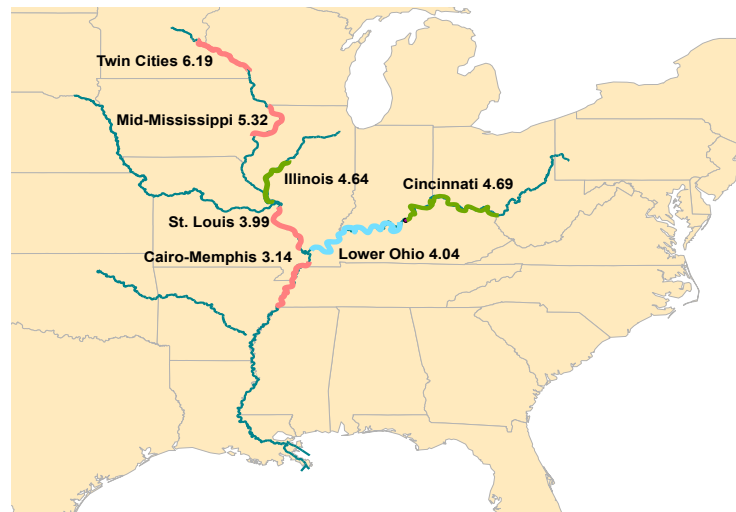 Twin Cities 6.19
Mid-Mississippi 5.32
Illinois 4.64
Cincinnati 4.69
St. Louis 3.99
Cairo-Memphis 3.14
Lower Ohio 4.04